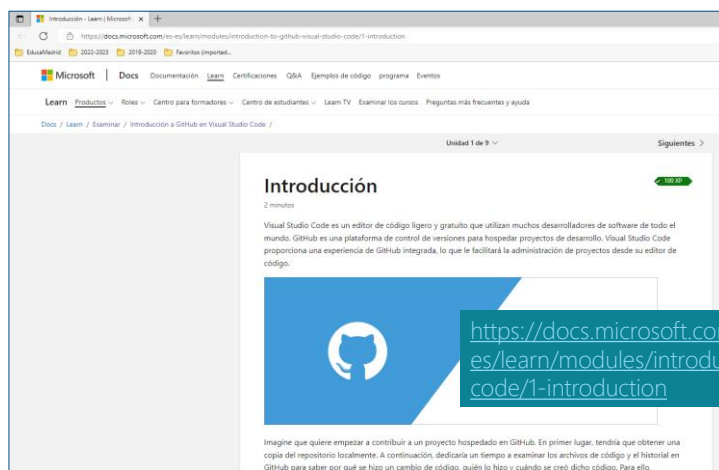 Introducción - Learn | Microsoft
https://docs.microsoft.com/es-es/learn/modules/introduction-to-github-visual-studio-code/1-introduction
EducaMadrid 2022-2023 2019-2020 Favoritos (importad...
Microsoft | Docs Documentación Learn Certificaciones Q&A Ejemplos de código programa Eventos
Learn Productos Roles Centro para formadores Centro de estudiantes Learn TV Examinar los cursos Preguntas más frecuentes y ayuda
Docs / Learn / Examinar / Introducción a GitHub en Visual Studio Code /
Unidad 1 de 9 Siguientes >
Introducción
100 XP
2 minutos
Visual Studio Code es un editor de código ligero y gratuito que utilizan muchos desarrolladores de software de todo el
mundo. GitHub es una plataforma de control de versiones para hospedar proyectos de desarrollo. Visual Studio Code
proporciona una experiencia de GitHub integrada, lo que le facilitará la administración de proyectos desde su editor de
código.
https://docs.microsoft.co
es/learn/modules/introdu
code/1-introduction
Imagine que quiere empezar a contribuir a un proyecto hospedado en GitHub. En primer lugar, tendría que obtener una
copia del repositorio localmente. A continuación, dedicaría un tiempo a examinar los archivos de código y el historial en
GitHub para saber por qué se hizo un cambio de código, quién lo hizo y cuándo se creó dicho código. Para ello,